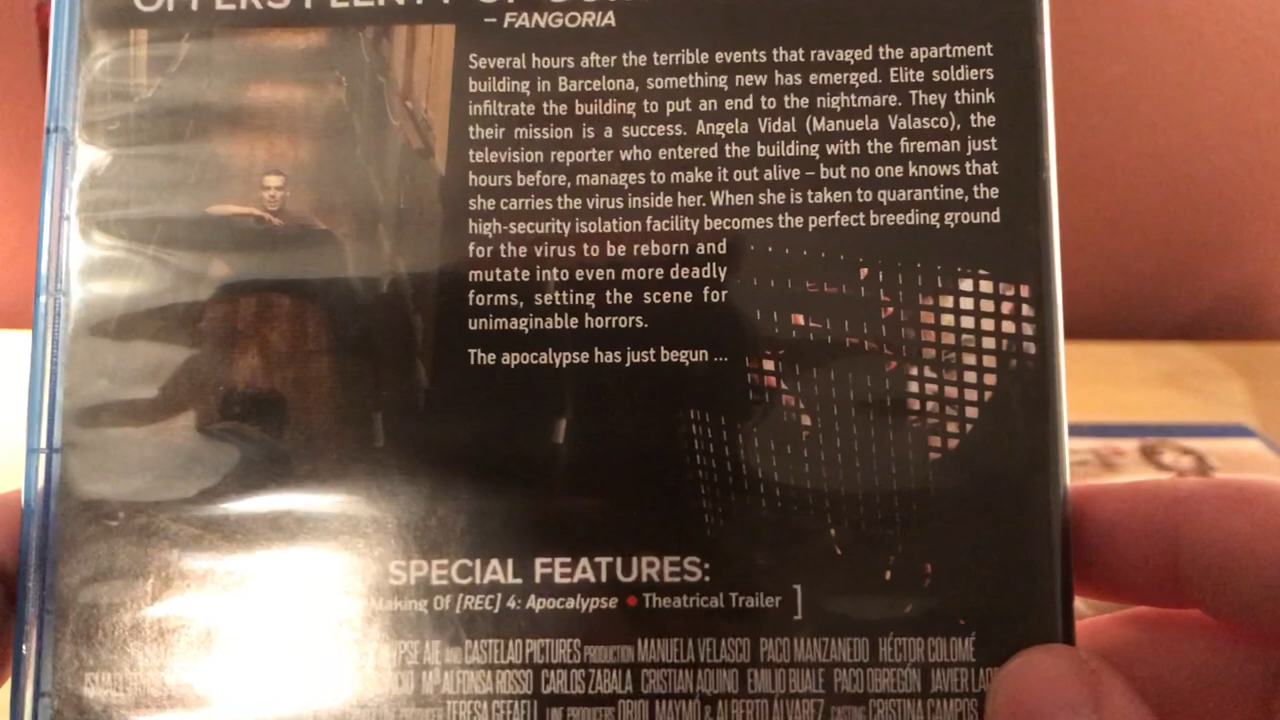 OFFERS PLENTY OF
– FANGORIA
Several hours after the terrible events that ravaged the apartment
building in Barcelona, something new has emerged. Elite soldiers
infiltrate the building to put an end to the nightmare. They think
their mission is a success. Angela Vidal (Manuela Valasco), the
television reporter who entered the building with the fireman just
hours before, manages to make it out alive – but no one knows that
she carries the virus inside her. When she is taken to quarantine, the
high-security isolation facility becomes the perfect breeding ground
for the virus to be reborn and
mutate into even more deadly
forms, setting the scene for
unimaginable horrors.
The apocalypse has just begun ...
SPECIAL FEATURES:
Making Of [REC] 4: Apocalypse • Theatrical Trailer ]
AIE AND CASTELAO PICTURES PRODUCTION MANUELA VELASCO PACO MANZANEDO HÉCTOR COLOMÉ
Mª ALFONSA ROSSO CARLOS ZABALA CRISTIAN AQUINO EMILIO BUALE PACO OBREGÓN JAVIER
TERESA GEFAELL LINE PRODUCERS ORIOL MAYMÓ & ALBERTO ÁLVAREZ CASTING CRISTINA CAMPOS